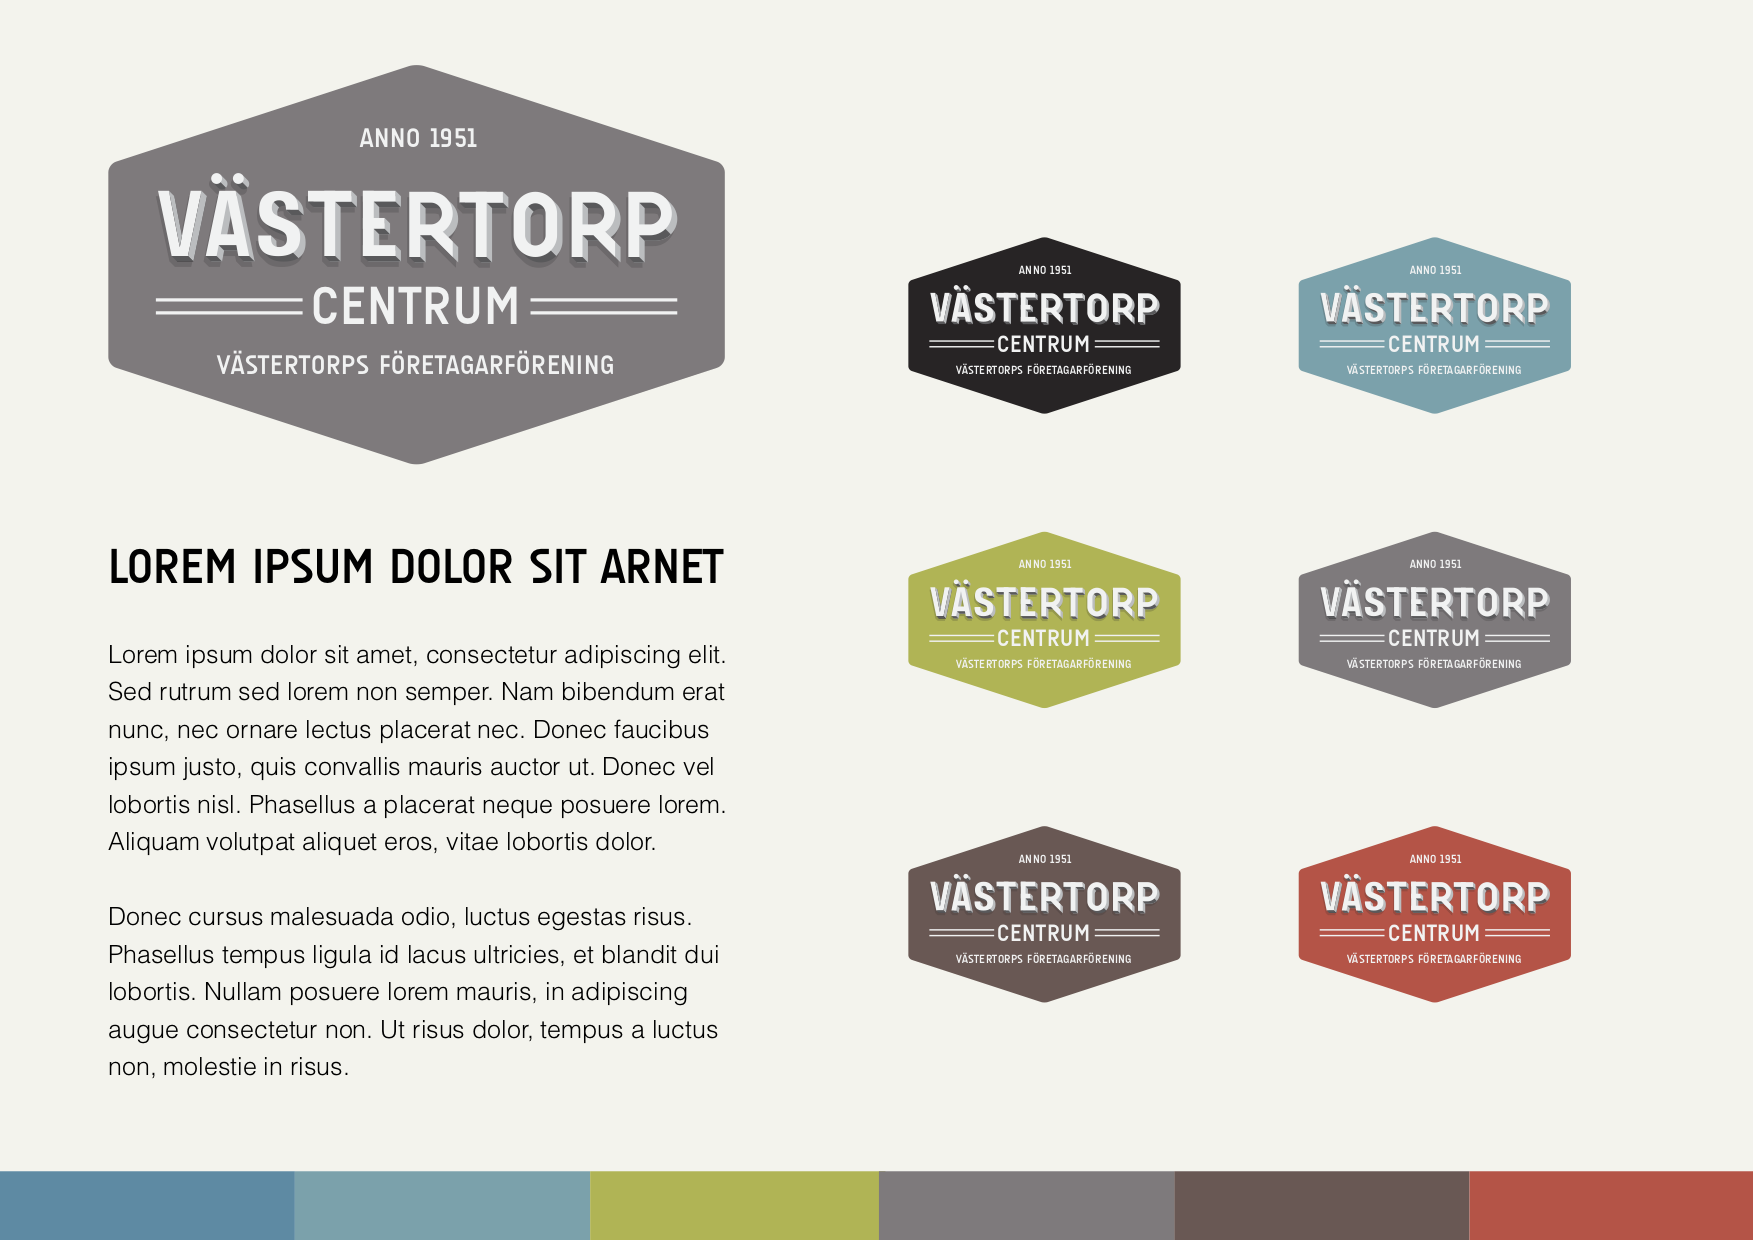 ANNO 1951
VÄSTERTORP
CENTRUM
VÄSTERTORPS FÖRETAGARFÖRENING
LOREM IPSUM DOLOR SIT ARNET
Lorem ipsum dolor sit amet, consectetur adipiscing elit.
Sed rutrum sed lorem non semper. Nam bibendum erat
nunc, nec ornare lectus placerat nec. Donec faucibus
ipsum justo, quis convallis mauris auctor ut. Donec vel
lobortis nisl. Phasellus a placerat neque posuere lorem.
Aliquam volutpat aliquet eros, vitae lobortis dolor.
Donec cursus malesuada odio, luctus egestas risus.
Phasellus tempus ligula id lacus ultricies, et blandit dui
lobortis. Nullam posuere lorem mauris, in adipiscing
augue consectetur non. Ut risus dolor, tempus a luctus
non, molestie in risus.
ANNO 1951
VÄSTERTORP
CENTRUM
VÄSTERTORPS FÖRETAGARFÖRENING
ANNO 1951
VÄSTERTORP
CENTRUM
VÄSTERTORPS FÖRETAGARFÖRENING
ANNO 1951
VÄSTERTORP
CENTRUM
VÄSTERTORPS FÖRETAGARFÖRENING
ANNO 1951
VÄSTERTORP
CENTRUM
VÄSTERTORPS FÖRETAGARFÖRENING
ANNO 1951
VÄSTERTORP
CENTRUM
VÄSTERTORPS FÖRETAGARFÖRENING
ANNO 1951
VÄSTERTORP
CENTRUM
VÄSTERTORPS FÖRETAGARFÖRENING